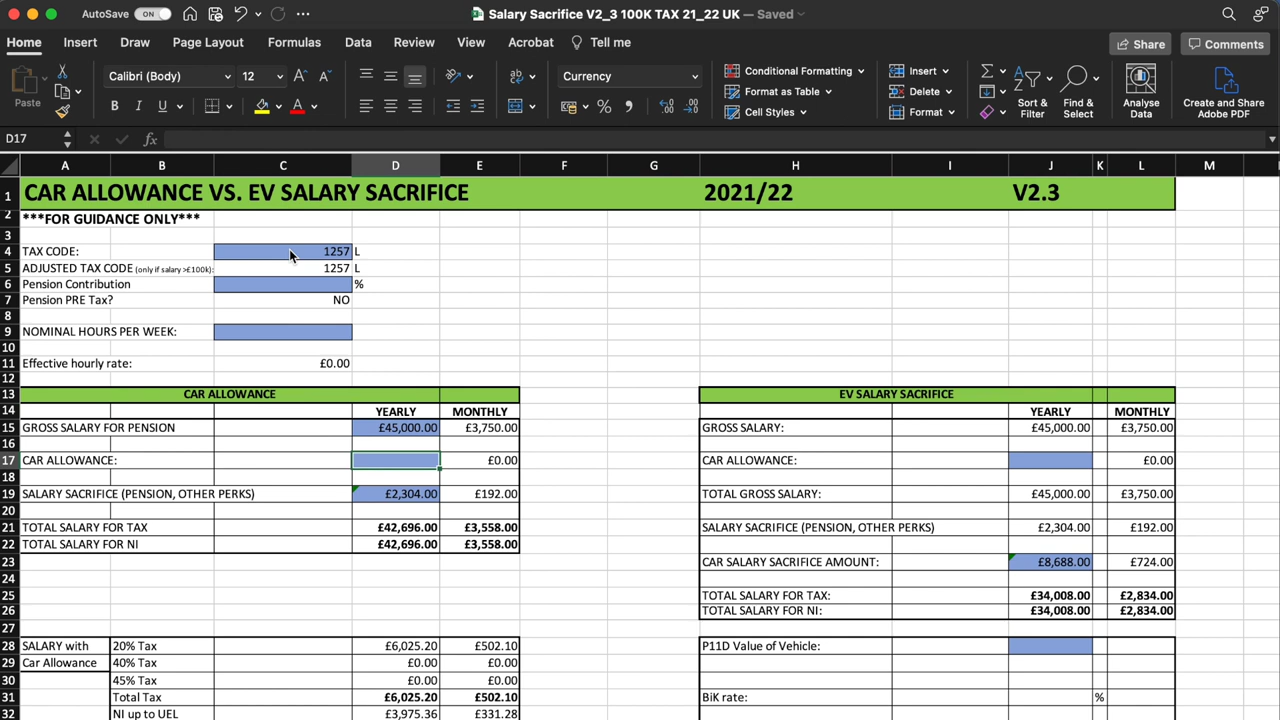 AutoSave ON Salary Sacrifice V2_3 100K TAX 21_22 UK — Saved
Home Insert Draw Page Layout Formulas Data Review View Acrobat Tell me Share Comments
Paste Calibri (Body) 12 Currency Conditional Formatting Format as Table Cell Styles Insert Delete Format Sort & Filter Find & Select Analyse Data Create and Share Adobe PDF
D17 fx
A B C D E F G H I J K L M
1 CAR ALLOWANCE VS. EV SALARY SACRIFICE 2021/22 V2.3
2 ***FOR GUIDANCE ONLY***
3
4 TAX CODE: 1257 L
5 ADJUSTED TAX CODE (only if salary >£100k): 1257 L
6 Pension Contribution %
7 Pension PRE Tax? NO
8
9 NOMINAL HOURS PER WEEK:
10
11 Effective hourly rate: £0.00
12
13 CAR ALLOWANCE EV SALARY SACRIFICE
14 YEARLY MONTHLY YEARLY MONTHLY
15 GROSS SALARY FOR PENSION £45,000.00 £3,750.00 GROSS SALARY: £45,000.00 £3,750.00
16
17 CAR ALLOWANCE: £0.00 CAR ALLOWANCE: £0.00
18
19 SALARY SACRIFICE (PENSION, OTHER PERKS) £2,304.00 £192.00 TOTAL GROSS SALARY: £45,000.00 £3,750.00
20
21 TOTAL SALARY FOR TAX £42,696.00 £3,558.00 SALARY SACRIFICE (PENSION, OTHER PERKS) £2,304.00 £192.00
22 TOTAL SALARY FOR NI £42,696.00 £3,558.00
23 CAR SALARY SACRIFICE AMOUNT: £8,688.00 £724.00
24
25 TOTAL SALARY FOR TAX: £34,008.00 £2,834.00
26 TOTAL SALARY FOR NI: £34,008.00 £2,834.00
27
28 SALARY with 20% Tax £6,025.20 £502.10 P11D Value of Vehicle:
29 Car Allowance 40% Tax £0.00 £0.00
30 45% Tax £0.00 £0.00
31 Total Tax £6,025.20 £502.10 BiK rate: %
32 NI up to UEL £3,975.36 £331.28